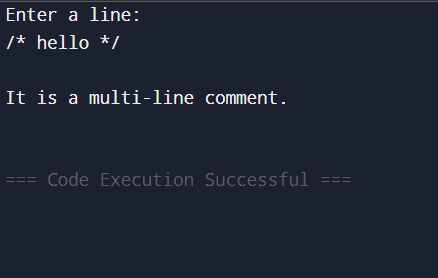 Enter a line:
/* hello */
It is a multi-line comment.
=== Code Execution Successful ===